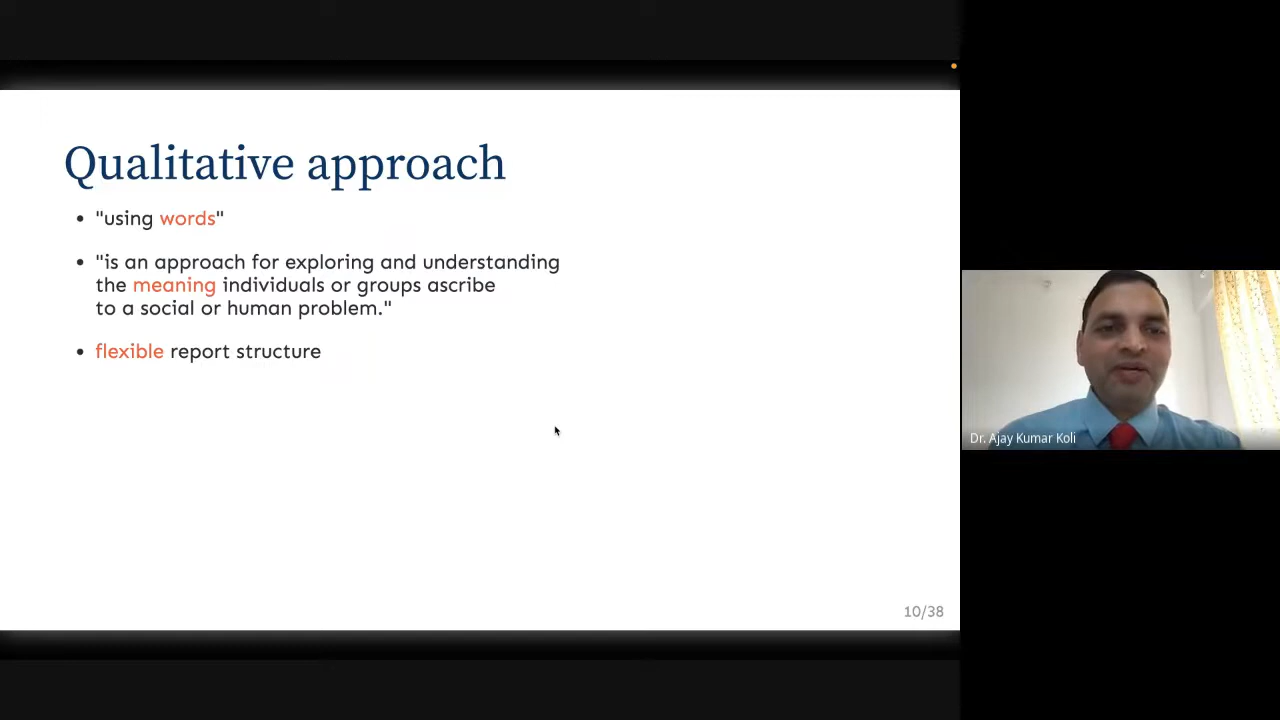 Qualitative approach
• "using words"
• "is an approach for exploring and understanding
the meaning individuals or groups ascribe
to a social or human problem."
• flexible report structure
10/38
Dr. Ajay Kumar Koli